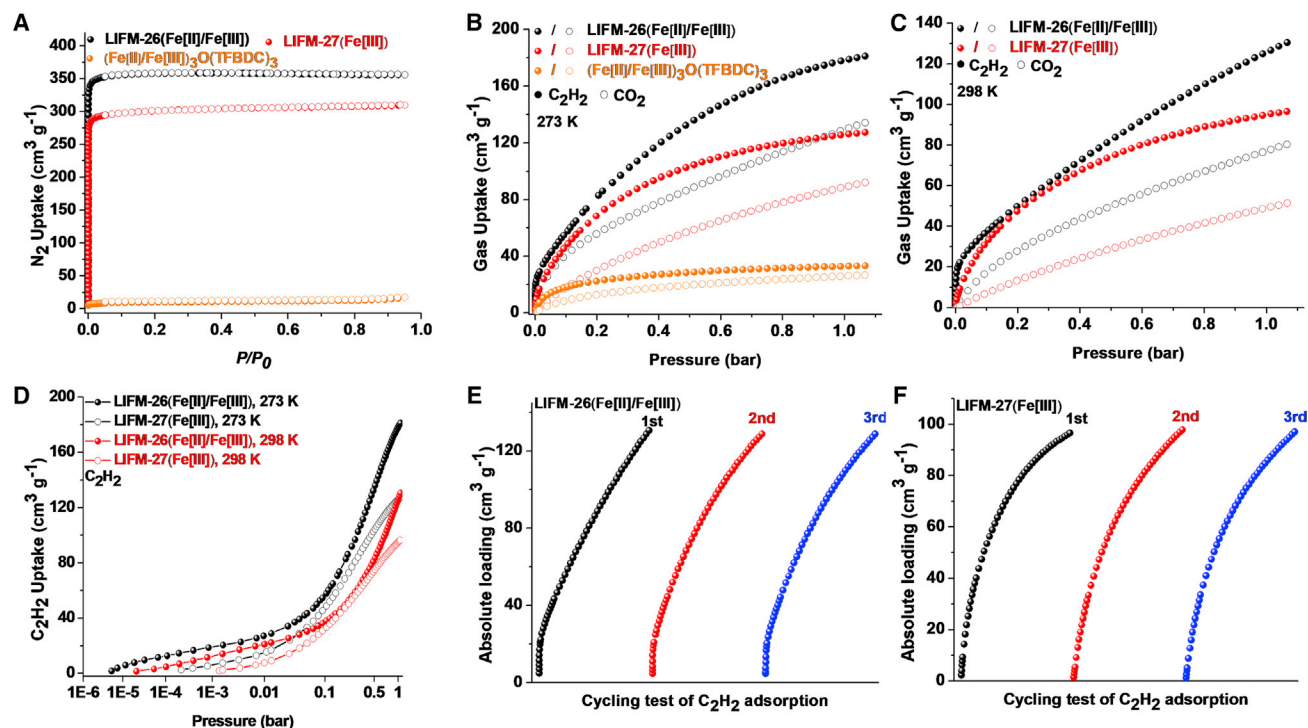 A
LIFM-26(Fe[II]/Fe[III]) LIFM-27(Fe[III])
(Fe[II]/Fe[III])₃O(TFBDC)₃
400
350
300
250
200
150
100
50
0
N₂ Uptake (cm³ g⁻¹)
0.0 0.2 0.4 0.6 0.8 1.0
P/P₀
B
/ LIFM-26(Fe[II]/Fe[III])
/ LIFM-27(Fe[III])
/ (Fe[II]/Fe[III])₃O(TFBDC)₃
C₂H₂ CO₂
273 K
200
160
120
80
40
0
Gas Uptake (cm³ g⁻¹)
0.0 0.2 0.4 0.6 0.8 1.0
Pressure (bar)
C
/ LIFM-26(Fe[II]/Fe[III])
/ LIFM-27(Fe[III])
C₂H₂ CO₂
298 K
140
120
100
80
60
40
20
0
Gas Uptake (cm³ g⁻¹)
0.0 0.2 0.4 0.6 0.8 1.0
Pressure (bar)
D
LIFM-26(Fe[II]/Fe[III]), 273 K
LIFM-27(Fe[III]), 273 K
LIFM-26(Fe[II]/Fe[III]), 298 K
LIFM-27(Fe[III]), 298 K
C₂H₂
200
160
120
80
40
0
C₂H₂ Uptake (cm³ g⁻¹)
1E-6 1E-5 1E-4 1E-3 0.01 0.1 0.5 1
Pressure (bar)
E
LIFM-26(Fe[II]/Fe[III])
1st 2nd 3rd
120
80
40
0
Absolute loading (cm³ g⁻¹)
Cycling test of C₂H₂ adsorption
F
LIFM-27(Fe[III])
1st 2nd 3rd
100
80
60
40
20
0
Absolute loading (cm³ g⁻¹)
Cycling test of C₂H₂ adsorption